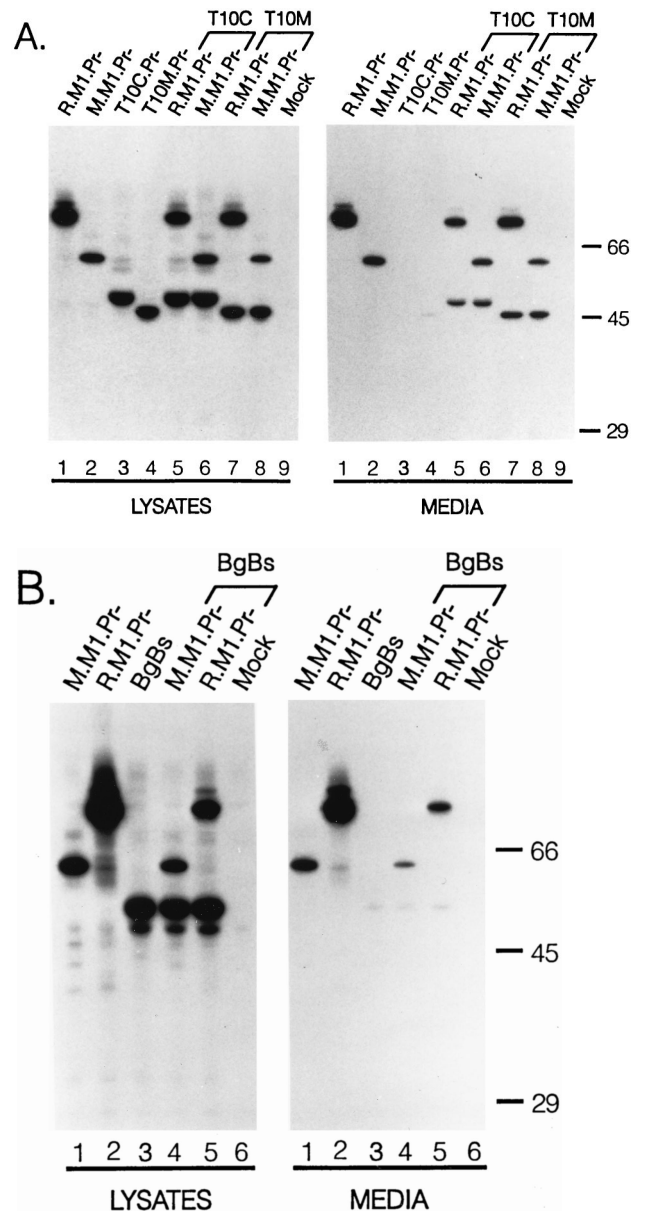 A.
T10C T10M T10C T10M
R.M1.Pr- M.M1.Pr- T10C.Pr- T10M.Pr- R.M1.Pr- M.M1.Pr- R.M1.Pr- M.M1.Pr- Mock R.M1.Pr- M.M1.Pr- T10C.Pr- T10M.Pr- R.M1.Pr- M.M1.Pr- R.M1.Pr- M.M1.Pr- Mock
66
45
29
1 2 3 4 5 6 7 8 9 1 2 3 4 5 6 7 8 9
LYSATES MEDIA
B.
BgBs BgBs
M.M1.Pr- R.M1.Pr- BgBs M.M1.Pr- R.M1.Pr- Mock M.M1.Pr- R.M1.Pr- BgBs M.M1.Pr- R.M1.Pr- Mock
66
45
29
1 2 3 4 5 6 1 2 3 4 5 6
LYSATES MEDIA